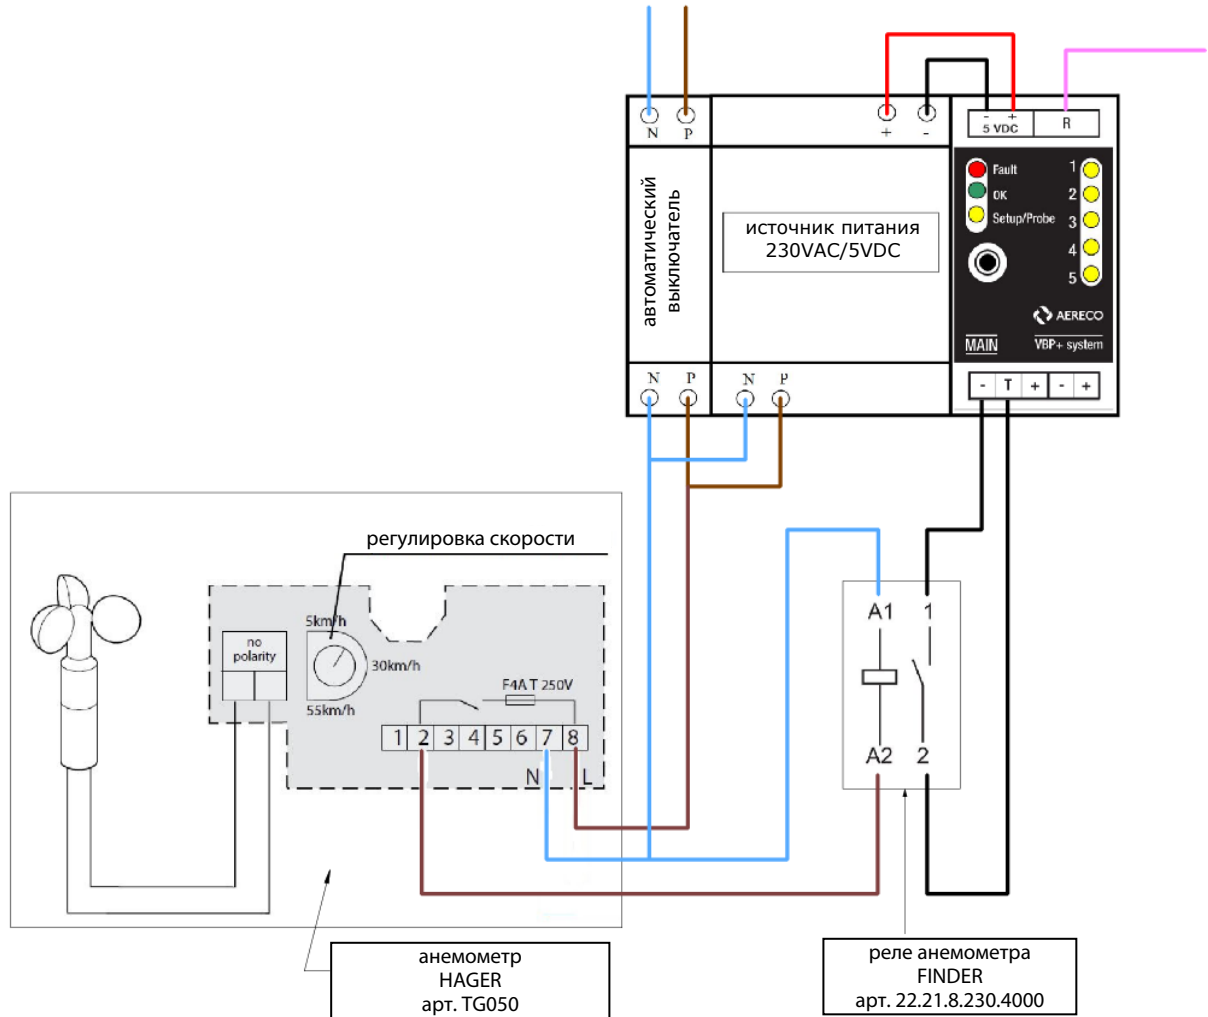 N P
+ -
- +
5 VDC
R
автоматический
выключатель
источник питания
230VAC/5VDC
Fault
OK
Setup/Probe
1
2
3
4
5
AERECO
MAIN
VBP+ system
N P N P
- T + - +
регулировка скорости
no
polarity
5km/h
30km/h
55km/h
F4A T 250V
1 2 3 4 5 6 7 8
N L
A1 1
A2 2
анемометр
HAGER
арт. TG050
реле анемометра
FINDER
арт. 22.21.8.230.4000